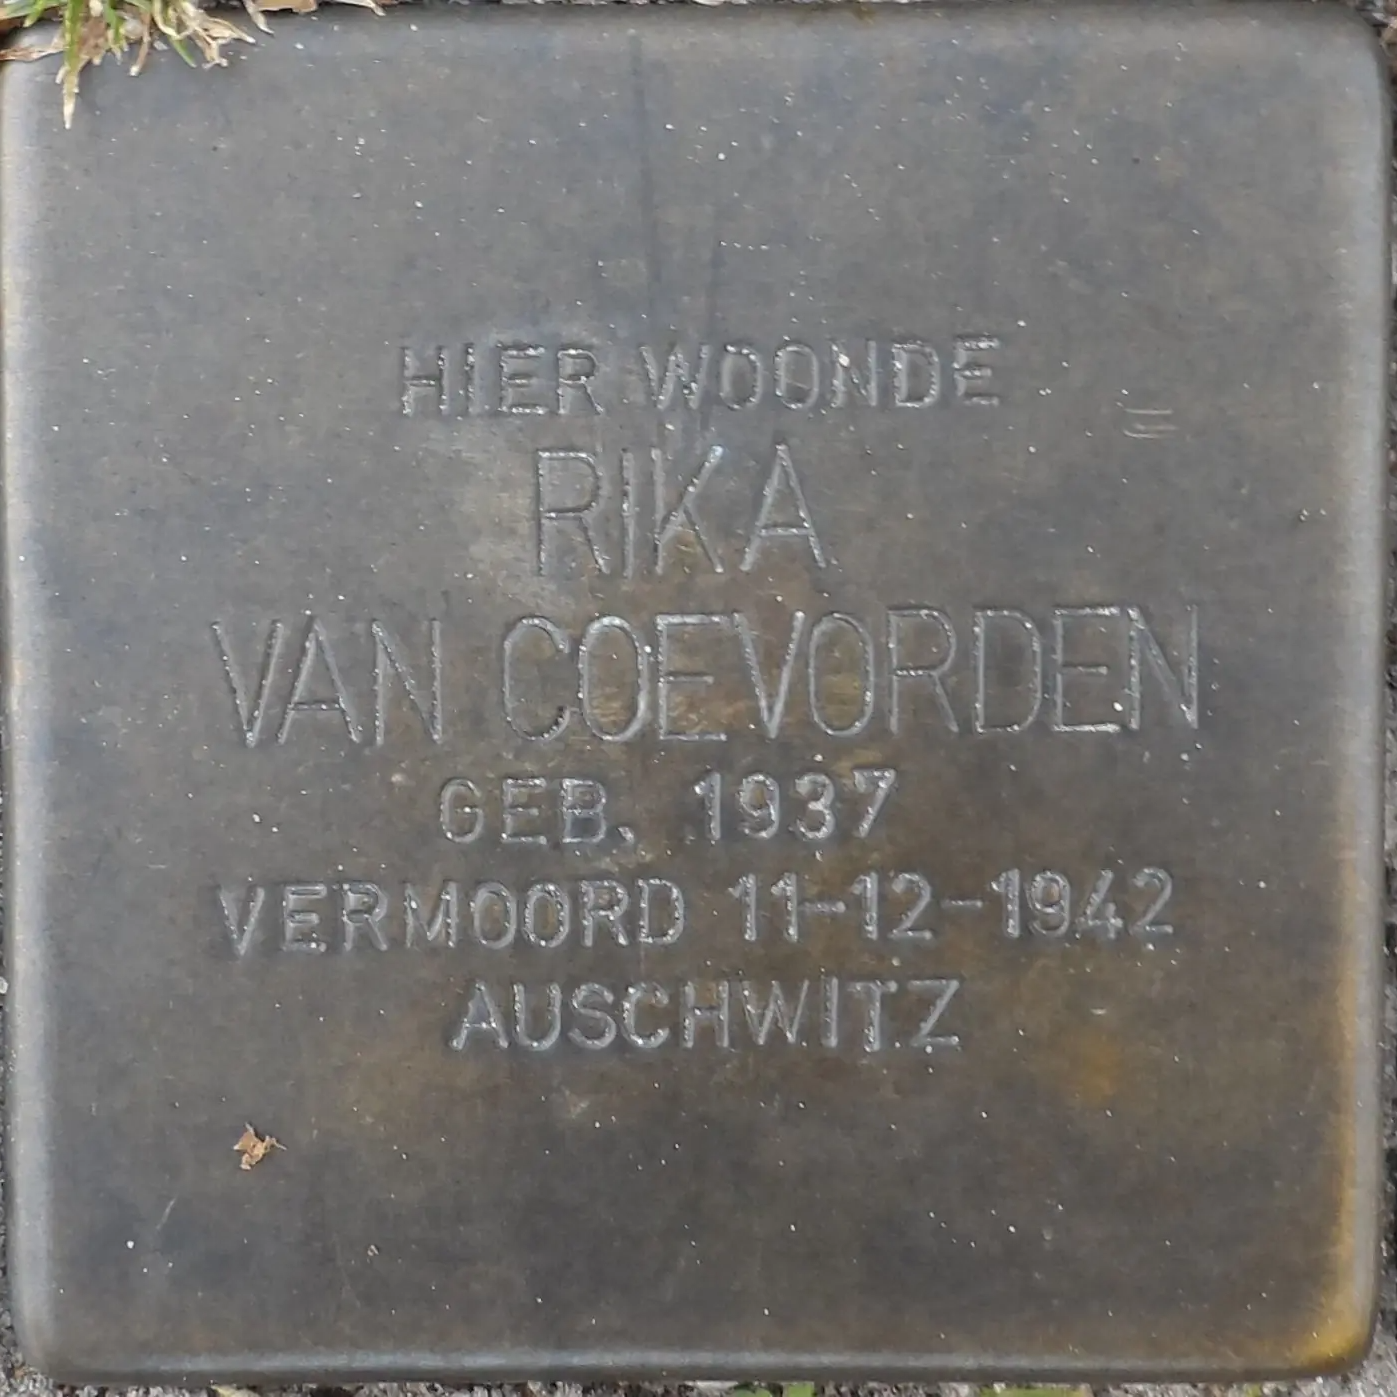 HIER WOONDE
RIKA
VAN COEVORDEN
GEB. 1937
VERMOORD 11-12-1942
AUSCHWITZ